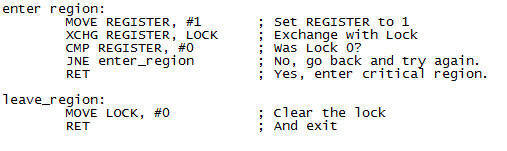 enter region:
MOVE REGISTER, #1 ; Set REGISTER to 1
XCHG REGISTER, LOCK ; Exchange with Lock
CMP REGISTER, #0 ; Was Lock 0?
JNE enter_region ; No, go back and try again.
RET ; Yes, enter critical region.
leave_region:
MOVE LOCK, #0 ; Clear the lock
RET ; And exit